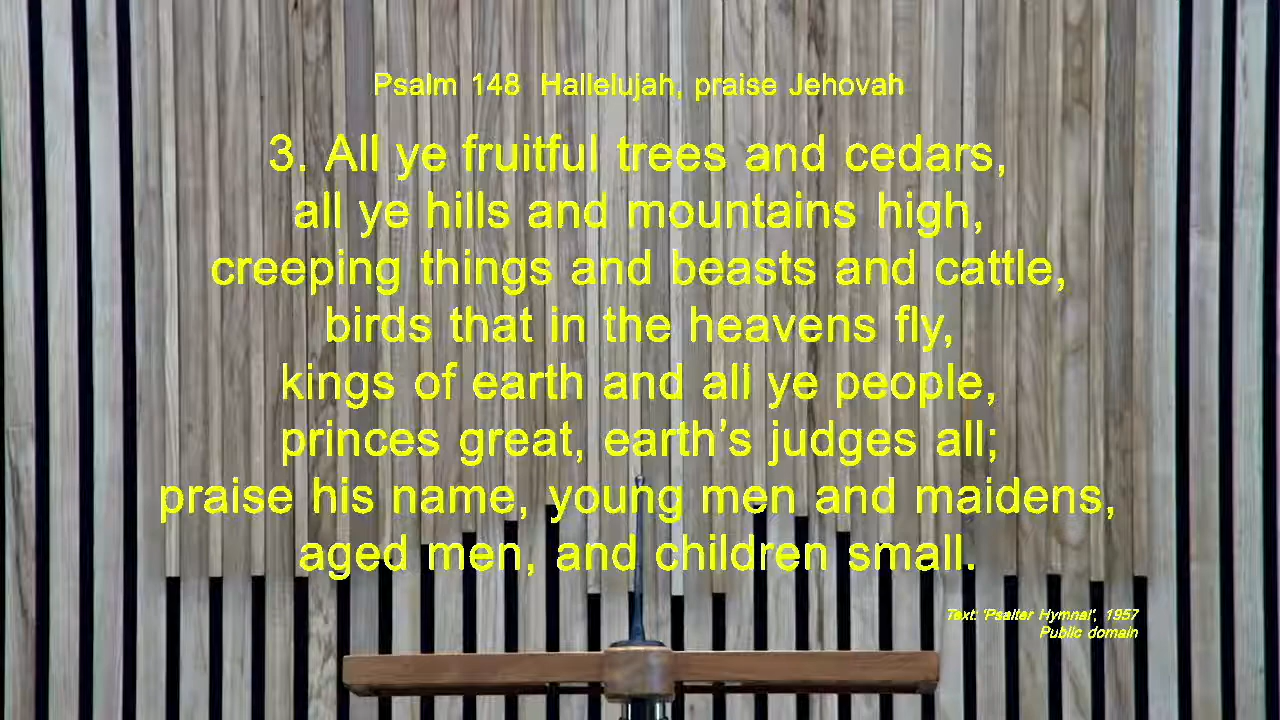 Psalm 148 Hallelujah, praise Jehovah
3. All ye fruitful trees and cedars,
all ye hills and mountains high,
creeping things and beasts and cattle,
birds that in the heavens fly,
kings of earth and all ye people,
princes great, earth's judges all;
praise his name, young men and maidens,
aged men, and children small.
Text: 'Psalter Hymnal', 1957
Public domain